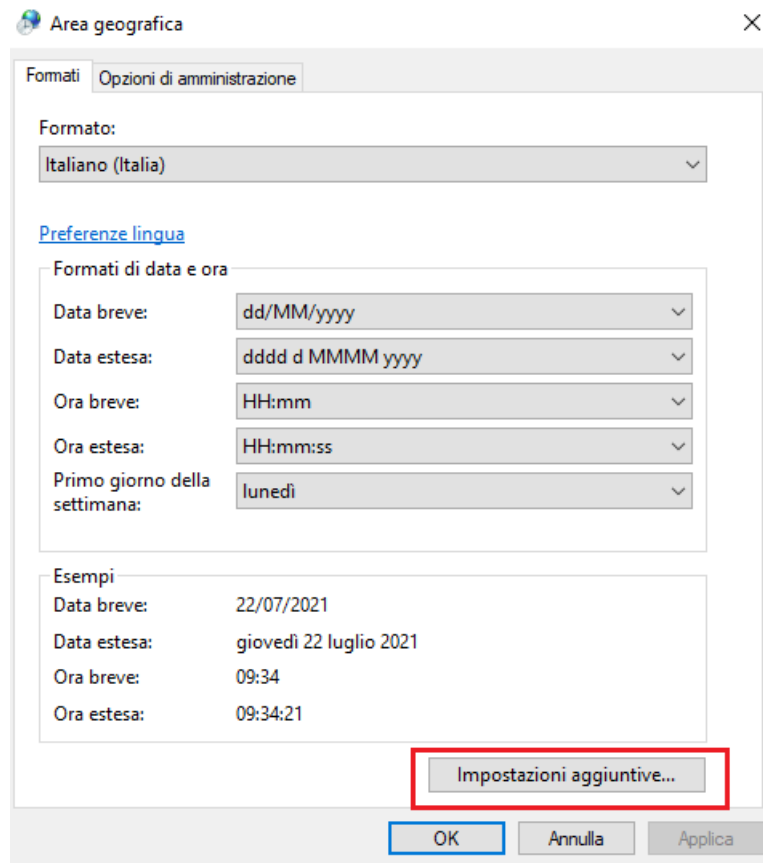 Area geografica
Formati
Opzioni di amministrazione
Formato:
Italiano (Italia)
Preferenze lingua
Formati di data e ora
Data breve: dd/MM/yyyy
Data estesa: dddd d MMMM yyyy
Ora breve: HH:mm
Ora estesa: HH:mm:ss
Primo giorno della
settimana: lunedì
Esempi
Data breve: 22/07/2021
Data estesa: giovedì 22 luglio 2021
Ora breve: 09:34
Ora estesa: 09:34:21
Impostazioni aggiuntive...
OK Annulla Applica